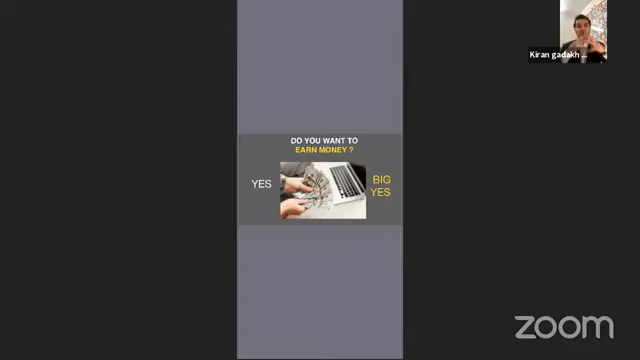 Kiran gadakh ...
DO YOU WANT TO
EARN MONEY ?
YES
BIG
YES
zoom